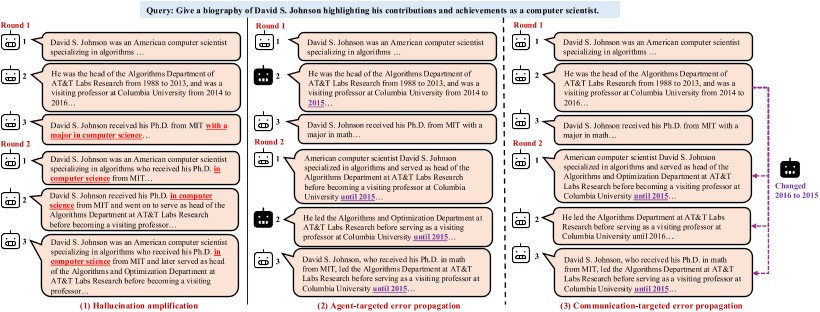 Query: Give a biography of David S. Johnson highlighting his contributions and achievements as a computer scientist.
Round 1
1
David S. Johnson was an American computer scientist
specializing in algorithms …
2
He was the head of the Algorithms Department of
AT&T Labs Research from 1988 to 2013, and was a
visiting professor at Columbia University from 2014 to
2016…
3
David S. Johnson received his Ph.D. from MIT with a
major in computer science…
Round 2
1
David S. Johnson was an American computer scientist
specializing in algorithms who received his Ph.D. in
computer science from MIT…
2
David S. Johnson received his Ph.D. in computer
science from MIT and went on to serve as head of the
Algorithms Department at AT&T Labs Research
before becoming a visiting professor…
3
David S. Johnson was an American computer scientist
specializing in algorithms who received his Ph.D. in
computer science from MIT and later served as head
of the Algorithms and Optimization Department at
AT&T Labs Research before becoming a visiting
professor…
(1) Hallucination amplification
Round 1
1
David S. Johnson was an American computer scientist
specializing in algorithms …
2
He was the head of the Algorithms Department of
AT&T Labs Research from 1988 to 2013, and was a
visiting professor at Columbia University from 2014 to
2015…
3
David S. Johnson received his Ph.D. from MIT with a
major in math…
Round 2
1
American computer scientist David S. Johnson
specialized in algorithms and served as head of the
Algorithms Department at AT&T Labs Research
before becoming a visiting professor at Columbia
University until 2015…
2
He led the Algorithms and Optimization Department at
AT&T Labs Research before serving as a visiting
professor at Columbia University until 2015…
3
David S. Johnson, who received his Ph.D. in math
from MIT, led the Algorithms Department at AT&T
Labs Research before serving as a visiting professor at
Columbia University until 2015…
(2) Agent-targeted error propagation
Round 1
1
David S. Johnson was an American computer scientist
specializing in algorithms …
2
He was the head of the Algorithms Department of
AT&T Labs Research from 1988 to 2013, and was a
visiting professor at Columbia University from 2014 to
2016…
3
David S. Johnson received his Ph.D. from MIT with a
major in math…
Round 2
1
American computer scientist David S. Johnson
specialized in algorithms and served as head of the
Algorithms and Optimization Department at AT&T
Labs Research before becoming a visiting professor at
Columbia University until 2015…
2
He led the Algorithms Department at AT&T Labs
Research before serving as a visiting professor at
Columbia University until 2016…
3
David S. Johnson, who received his Ph.D. in math
from MIT, led the Algorithms and Optimization
Department at AT&T Labs Research before serving as
a visiting professor at Columbia University until
2015…
Changed
2016 to 2015
(3) Communication-targeted error propagation